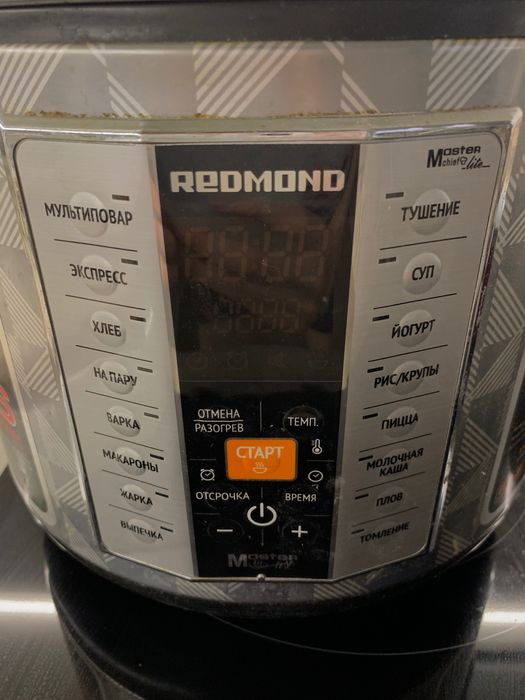 REDMOND
Master
chief lite
МУЛЬТИПОВАР
ЭКСПРЕСС
ХЛЕБ
НА ПАРУ
ВАРКА
МАКАРОНЫ
ЖАРКА
ВЫПЕЧКА
ОТМЕНА
РАЗОГРЕВ
ТЕМП.
СТАРТ
ОТСРОЧКА
ВРЕМЯ
− +
Master
ТУШЕНИЕ
СУП
ЙОГУРТ
РИС/КРУПЫ
ПИЦЦА
МОЛОЧНАЯ
КАША
ПЛОВ
ТОМЛЕНИЕ